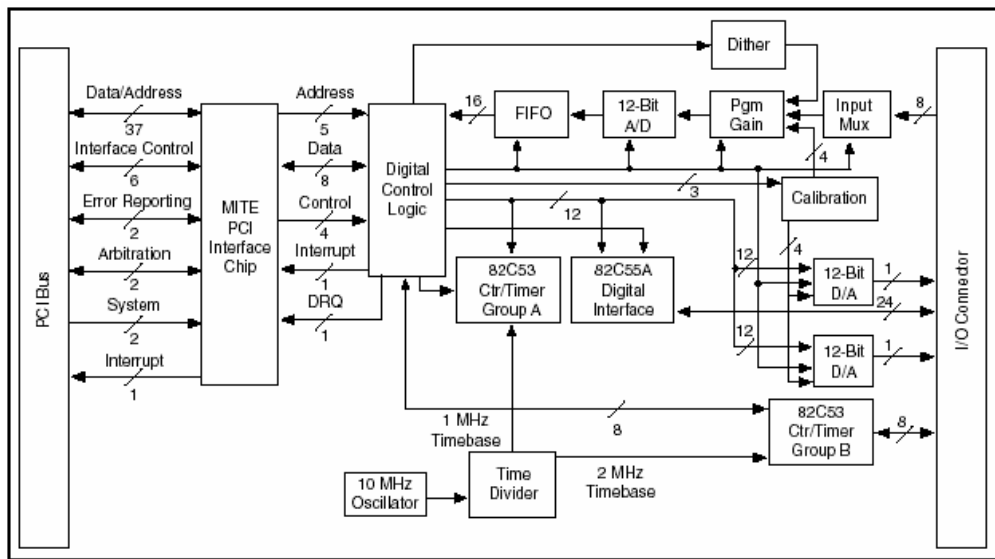 PCI Bus
Data/Address
37
Interface Control
6
Error Reporting
2
Arbitration
2
System
2
Interrupt
1
MITE
PCI
Interface
Chip
Address
5
Data
8
Control
4
Interrupt
1
DRQ
1
Digital
Control
Logic
Dither
16
FIFO
12-Bit
A/D
Pgm
Gain
Input
Mux
8
4
3
Calibration
12
4
82C53
Ctr/Timer
Group A
82C55A
Digital
Interface
12
12-Bit
D/A
1
24
12
12-Bit
D/A
1
82C53
Ctr/Timer
Group B
8
8
1 MHz
Timebase
10 MHz
Oscillator
Time
Divider
2 MHz
Timebase
I/O Connector